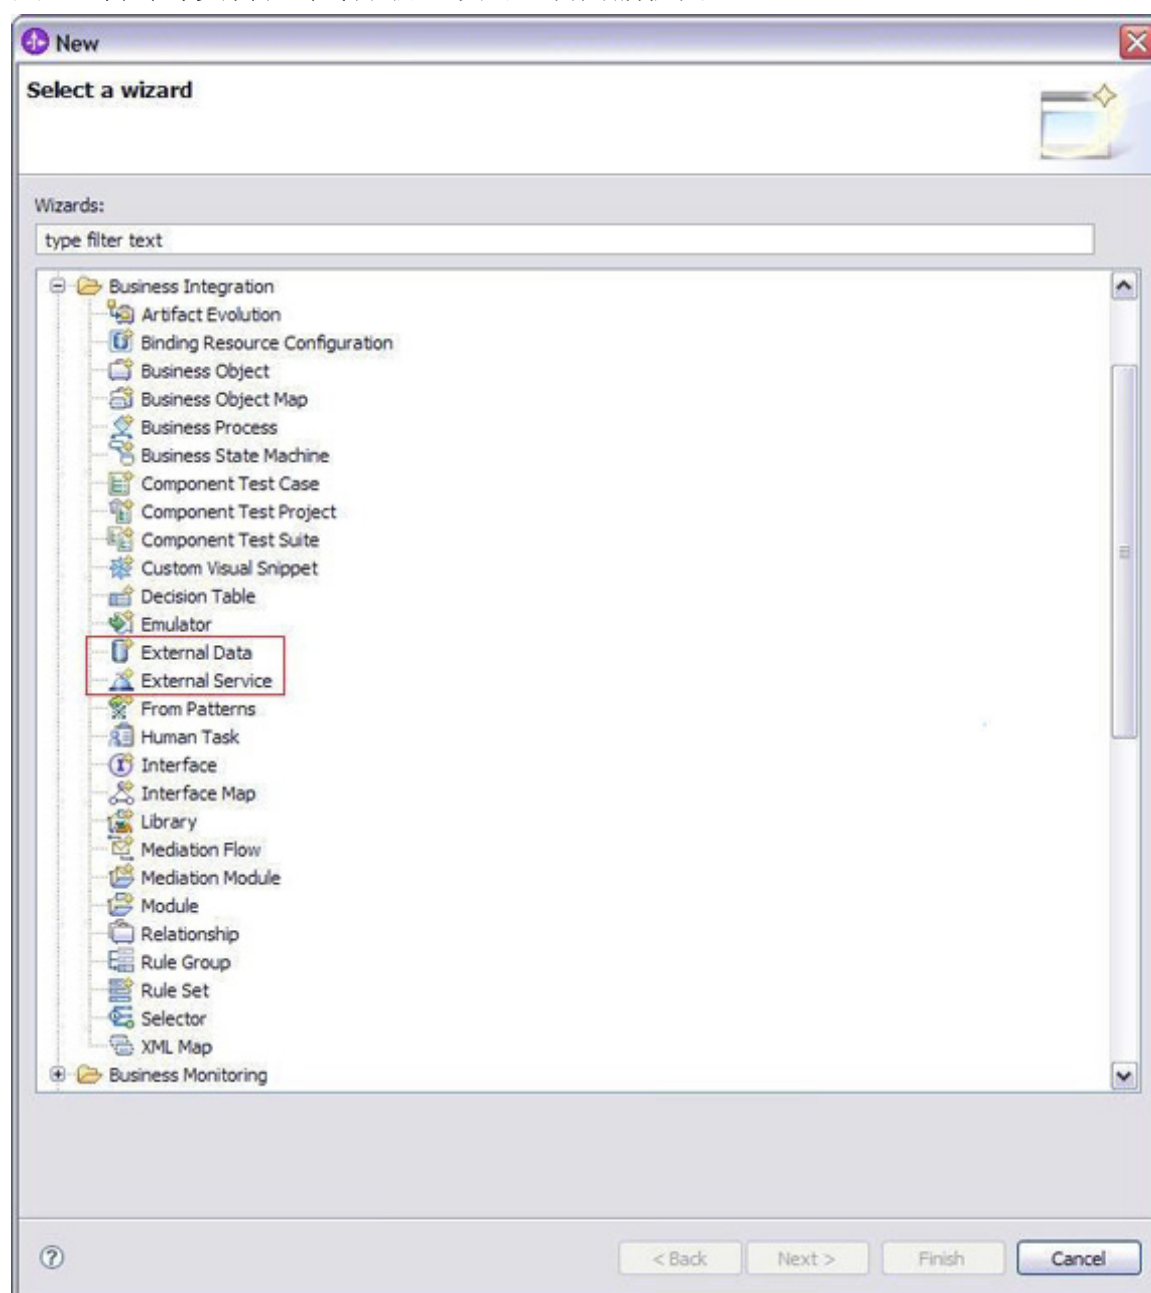 New
Select a wizard
Wizards:
type filter text
Business Integration
Artifact Evolution
Binding Resource Configuration
Business Object
Business Object Map
Business Process
Business State Machine
Component Test Case
Component Test Project
Component Test Suite
Custom Visual Snippet
Decision Table
Emulator
External Data
External Service
From Patterns
Human Task
Interface
Interface Map
Library
Mediation Flow
Mediation Module
Module
Relationship
Rule Group
Rule Set
Selector
XML Map
Business Monitoring
< Back
Next >
Finish
Cancel